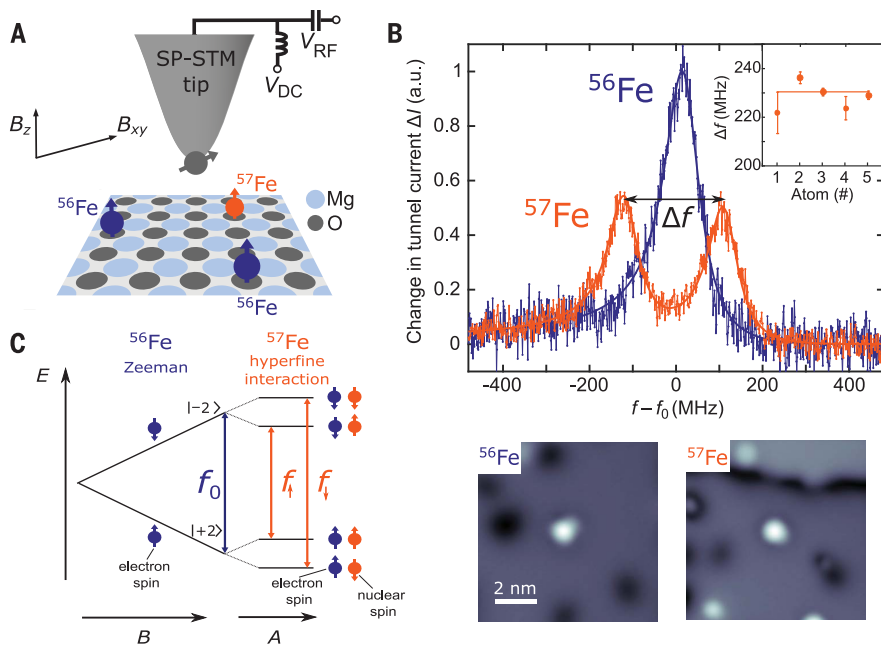 A
SP-STM
tip
V_RF
V_DC
B_z
B_xy
⁵⁶Fe
⁵⁷Fe
⁵⁶Fe
Mg
O
B
Change in tunnel current ΔI (a.u.)
1
0.8
0.6
0.4
0.2
0
-400
-200
0
200
400
f – f₀ (MHz)
⁵⁶Fe
⁵⁷Fe
Δf
Δf
(MHz)
240
220
200
1 2 3 4 5
Atom (#)
C
⁵⁶Fe
Zeeman
⁵⁷Fe
hyperfine
interaction
E
|−2>
|+2>
f₀
f↑
f↓
electron
spin
electron
spin
nuclear
spin
B
A
⁵⁶Fe
2 nm
⁵⁷Fe